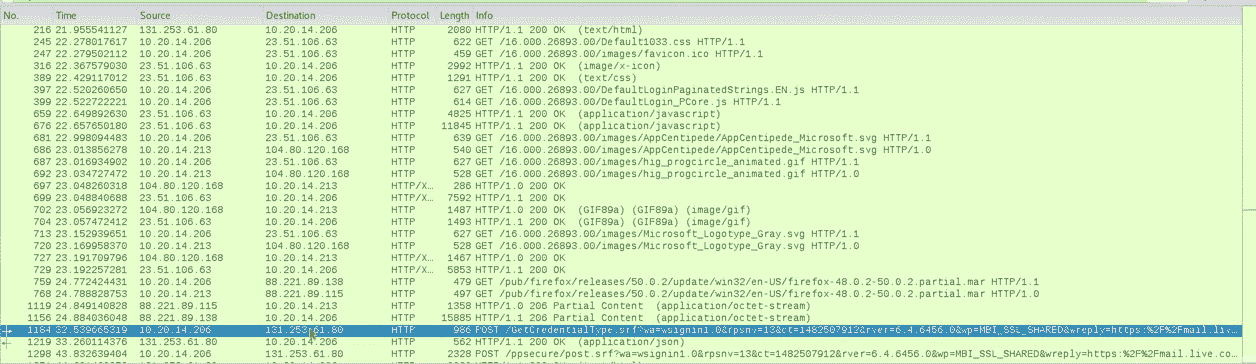 No. Time Source Destination Protocol Length Info
216 21.955541127 131.253.61.80 10.20.14.206 HTTP 2080 HTTP/1.1 200 OK (text/html)
245 22.278017617 10.20.14.206 23.51.106.63 HTTP 622 GET /16.000.26893.00/Default1033.css HTTP/1.1
247 22.279502112 10.20.14.206 23.51.106.63 HTTP 459 GET /16.000.26893.00/images/favicon.ico HTTP/1.1
316 22.367579030 23.51.106.63 10.20.14.206 HTTP 2992 HTTP/1.1 200 OK (image/x-icon)
389 22.429117012 23.51.106.63 10.20.14.206 HTTP 1291 HTTP/1.1 200 OK (text/css)
397 22.520260650 10.20.14.206 23.51.106.63 HTTP 627 GET /16.000.26893.00/DefaultLoginPaginatedStrings.EN.js HTTP/1.1
399 22.522722221 10.20.14.206 23.51.106.63 HTTP 614 GET /16.000.26893.00/DefaultLogin_PCore.js HTTP/1.1
659 22.649892630 23.51.106.63 10.20.14.206 HTTP 4825 HTTP/1.1 200 OK (application/javascript)
676 22.657650180 23.51.106.63 10.20.14.206 HTTP 11845 HTTP/1.1 200 OK (application/javascript)
681 22.998094483 10.20.14.206 23.51.106.63 HTTP 639 GET /16.000.26893.00/images/AppCentipede/AppCentipede_Microsoft.svg HTTP/1.1
686 23.013856278 10.20.14.213 104.80.120.168 HTTP 540 GET /16.000.26893.00/images/AppCentipede/AppCentipede_Microsoft.svg HTTP/1.0
687 23.016934902 10.20.14.206 23.51.106.63 HTTP 627 GET /16.000.26893.00/images/hig_progcircle_animated.gif HTTP/1.1
692 23.034727472 10.20.14.213 104.80.120.168 HTTP 528 GET /16.000.26893.00/images/hig_progcircle_animated.gif HTTP/1.0
697 23.048260318 104.80.120.168 10.20.14.213 HTTP/X… 286 HTTP/1.0 200 OK
699 23.048840688 23.51.106.63 10.20.14.206 HTTP/X… 7592 HTTP/1.1 200 OK
702 23.056923272 104.80.120.168 10.20.14.213 HTTP 1487 HTTP/1.0 200 OK (GIF89a) (GIF89a) (image/gif)
704 23.057472412 23.51.106.63 10.20.14.206 HTTP 1493 HTTP/1.1 200 OK (GIF89a) (GIF89a) (image/gif)
713 23.152939651 10.20.14.206 23.51.106.63 HTTP 627 GET /16.000.26893.00/images/Microsoft_Logotype_Gray.svg HTTP/1.1
720 23.169958370 10.20.14.213 104.80.120.168 HTTP 528 GET /16.000.26893.00/images/Microsoft_Logotype_Gray.svg HTTP/1.0
727 23.191709796 104.80.120.168 10.20.14.213 HTTP/X… 1467 HTTP/1.0 200 OK
729 23.192257281 23.51.106.63 10.20.14.206 HTTP/X… 5853 HTTP/1.1 200 OK
759 24.772424431 10.20.14.206 88.221.89.138 HTTP 479 GET /pub/firefox/releases/50.0.2/update/win32/en-US/firefox-48.0.2-50.0.2.partial.mar HTTP/1.1
768 24.788828753 10.20.14.213 88.221.89.115 HTTP 497 GET /pub/firefox/releases/50.0.2/update/win32/en-US/firefox-48.0.2-50.0.2.partial.mar HTTP/1.0
1119 24.849140828 88.221.89.115 10.20.14.213 HTTP 1358 HTTP/1.0 206 Partial Content (application/octet-stream)
1156 24.884036048 88.221.89.138 10.20.14.206 HTTP 15885 HTTP/1.1 206 Partial Content (application/octet-stream)
1184 32.539665319 10.20.14.206 131.253.61.80 HTTP 986 POST /GetCredentialType.srf?wa=wsignin1.0&rpsnv=13&ct=1482507912&rver=6.4.6456.0&wp=MBI_SSL_SHARED&wreply=https:%2F%2Fmail.liv…
1219 33.260114376 131.253.61.80 10.20.14.206 HTTP 562 HTTP/1.1 200 OK (application/json)
1298 43.832639404 10.20.14.206 131.253.61.80 HTTP 2328 POST /ppsecure/post.srf?wa=wsignin1.0&rpsnv=13&ct=1482507912&rver=6.4.6456.0&wp=MBI_SSL_SHARED&wreply=https:%2F%2Fmail.live.co…